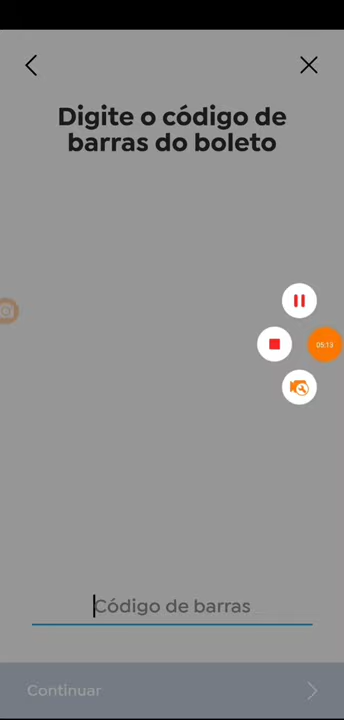 Digite o código de
barras do boleto
05:13
Código de barras
Continuar